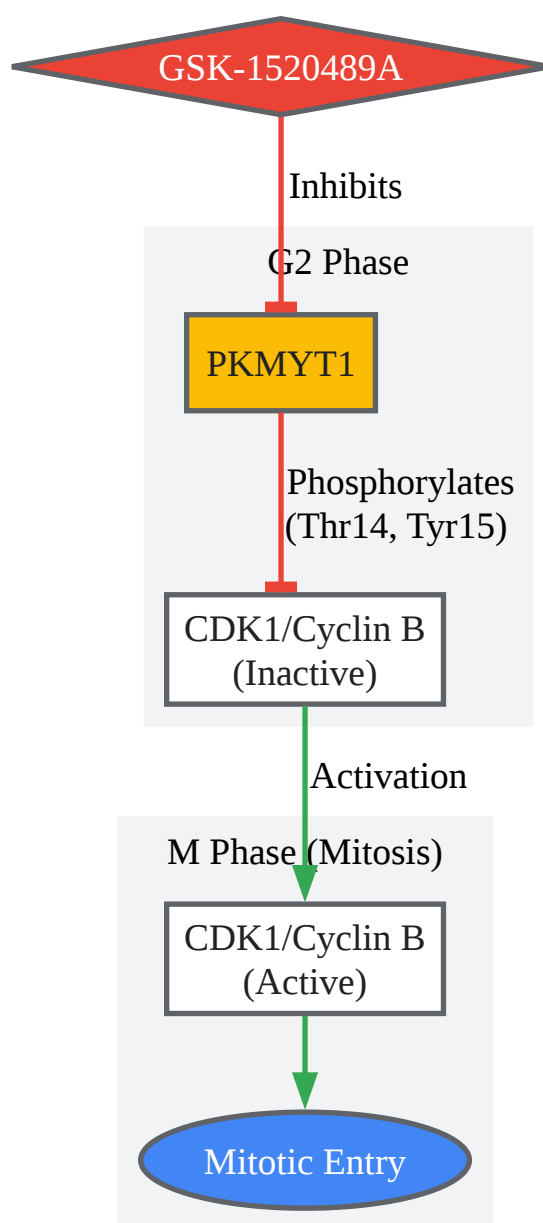 GSK-1520489A
Inhibits
G2 Phase
PKMYT1
Phosphorylates
(Thr14, Tyr15)
CDK1/Cyclin B
(Inactive)
Activation
M Phase (Mitosis)
CDK1/Cyclin B
(Active)
Mitotic Entry